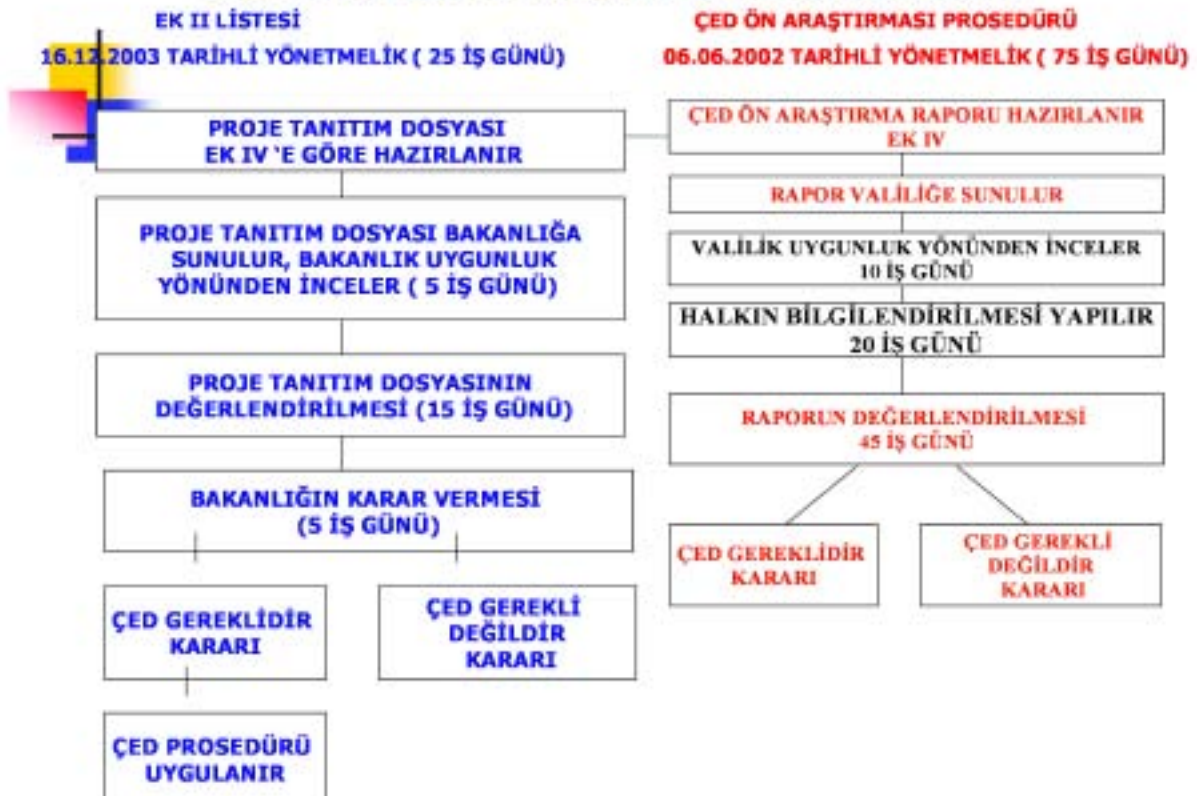 EK II LİSTESİ
16.12.2003 TARİHLİ YÖNETMELİK ( 25 İŞ GÜNÜ)
PROJE TANITIM DOSYASI
EK IV 'E GÖRE HAZIRLANIR
PROJE TANITIM DOSYASI BAKANLIĞA
SUNULUR, BAKANLIK UYGUNLUK
YÖNÜNDEN İNCELER ( 5 İŞ GÜNÜ)
PROJE TANITIM DOSYASININ
DEĞERLENDİRİLMESİ (15 İŞ GÜNÜ)
BAKANLIĞIN KARAR VERMESİ
(5 İŞ GÜNÜ)
ÇED GEREKLİDİR
KARARI
ÇED GEREKLİ
DEĞİLDİR
KARARI
ÇED PROSEDÜRÜ
UYGULANIR
ÇED ÖN ARAŞTIRMASI PROSEDÜRÜ
06.06.2002 TARİHLİ YÖNETMELİK ( 75 İŞ GÜNÜ)
ÇED ÖN ARAŞTIRMA RAPORU HAZIRLANIR
EK IV
RAPOR VALİLİĞE SUNULUR
VALİLİK UYGUNLUK YÖNÜNDEN İNCELER
10 İŞ GÜNÜ
HALKIN BİLGİLENDİRİLMESİ YAPILIR
20 İŞ GÜNÜ
RAPORUN DEĞERLENDİRİLMESİ
45 İŞ GÜNÜ
ÇED GEREKLİDİR
KARARI
ÇED GEREKLİ
DEĞİLDİR
KARARI